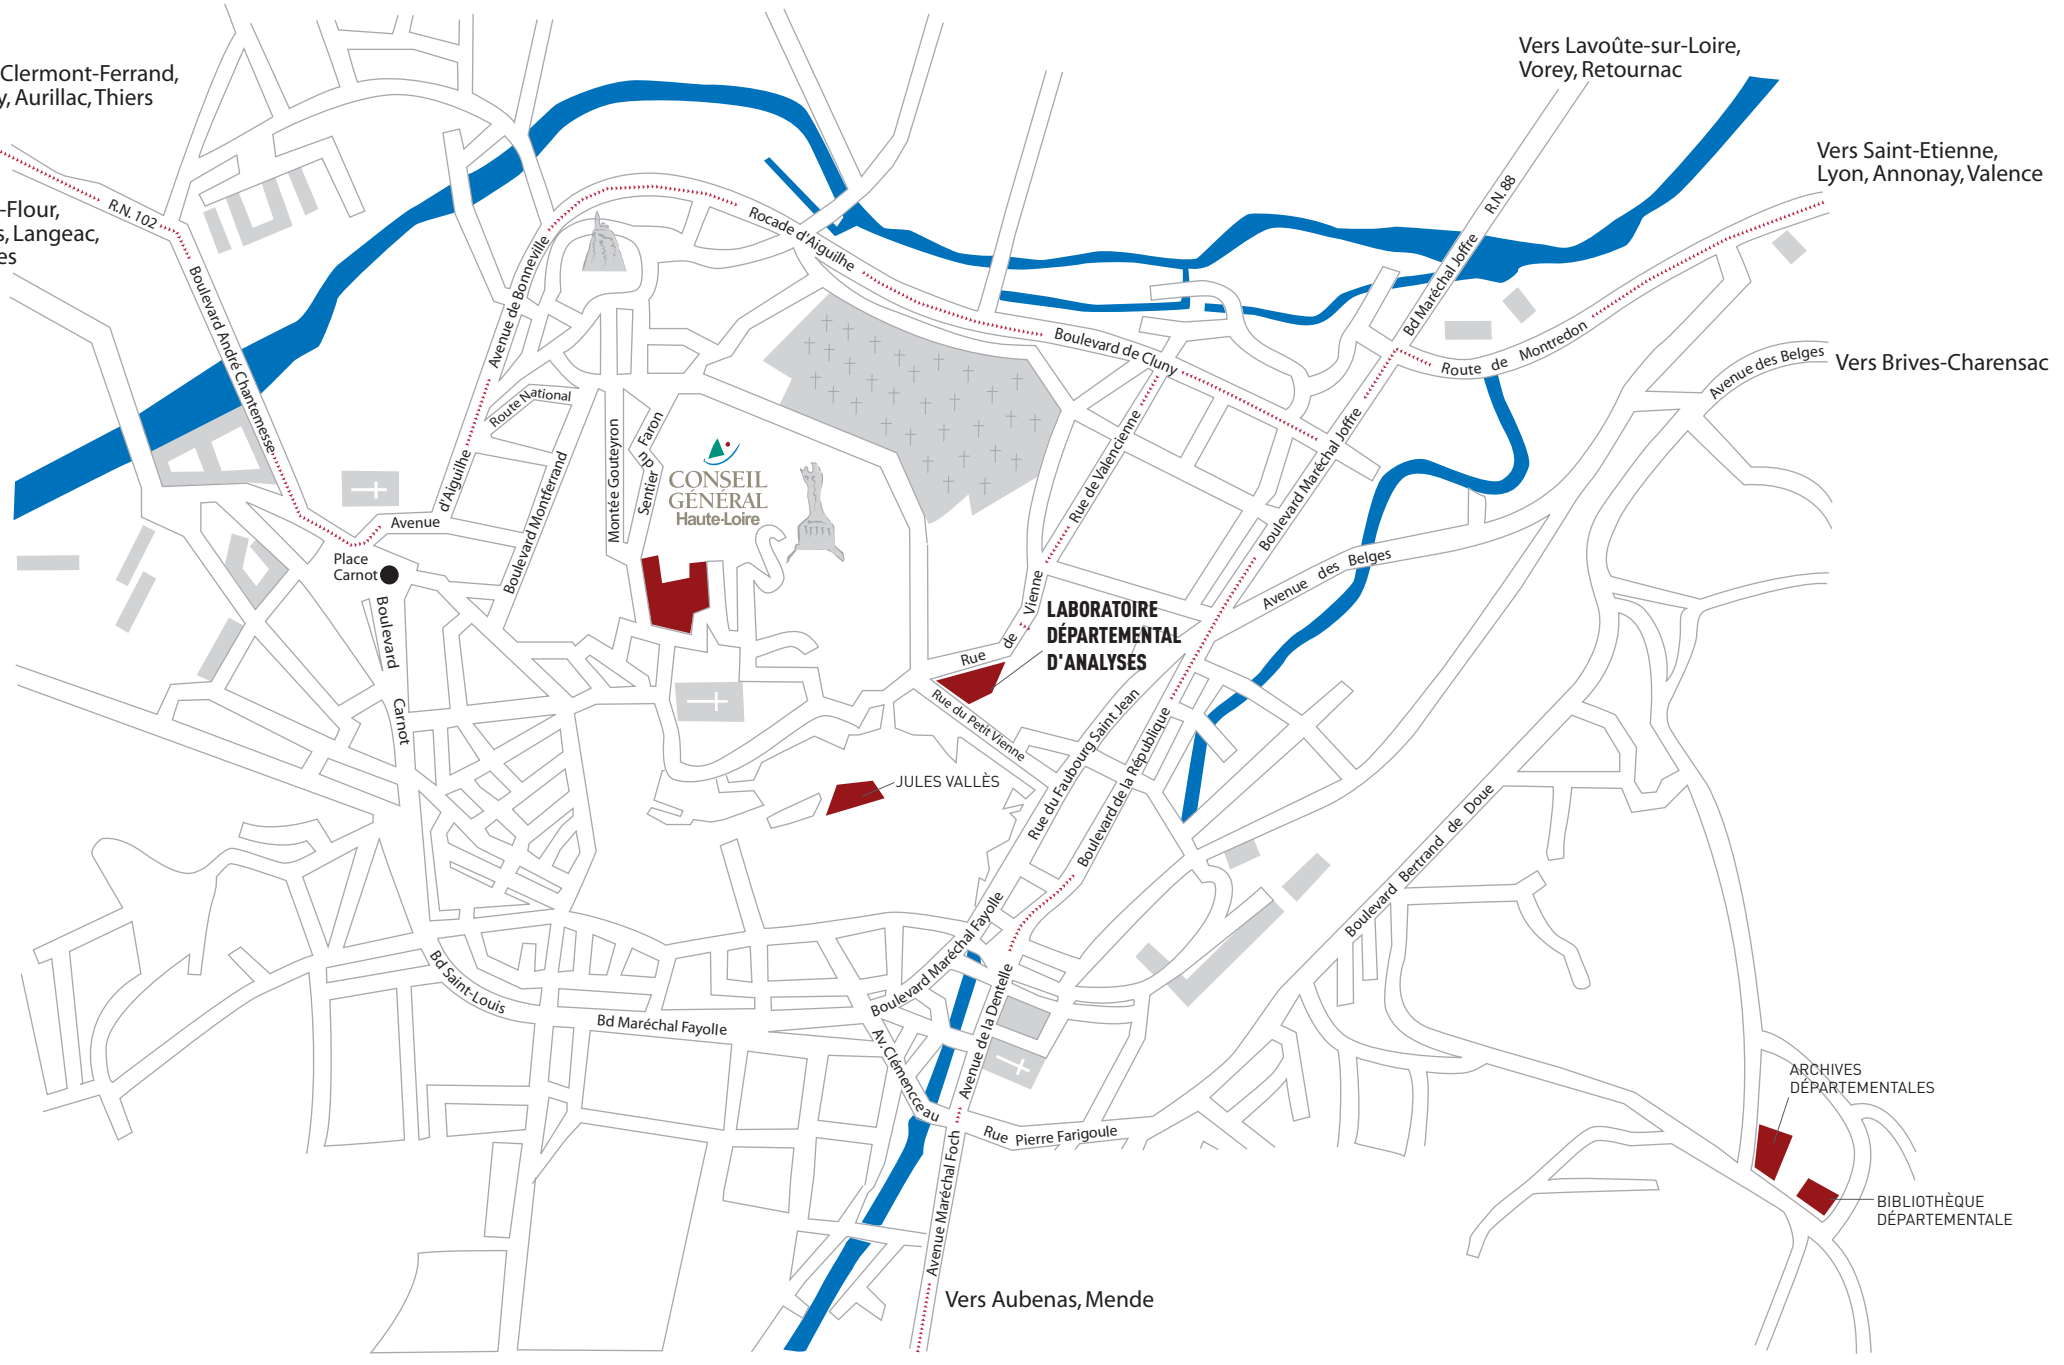 Clermont-Ferrand,
y, Aurillac, Thiers
-Flour,
s, Langeac,
es
Vers Lavoûte-sur-Loire,
Vorey, Retournac
Vers Saint-Etienne,
Lyon, Annonay, Valence
Vers Brives-Charensac
R.N. 102
Boulevard André Chantemesse
Avenue de Bonneville
Rocade d'Aiguilhe
Boulevard de Cluny
R.N. 88
Bd Maréchal Joffre
Route de Montredon
Avenue des Belges
Route National
Avenue
d'Aiguilhe
Boulevard Montferrand
Montée Gouteyron
Sentier du Faron
CONSEIL
GÉNÉRAL
Haute-Loire
Rue de Valencienne
Boulevard Maréchal Joffre
Boulevard Maréchal Joffre
Avenue des Belges
Place
Carnot
Boulevard
Carnot
Rue de Vienne
LABORATOIRE
DÉPARTEMENTAL
D'ANALYSES
Rue du Petit Vienne
JULES VALLÈS
Rue du Faubourg Saint Jean
Boulevard de la République
Boulevard Bertrand de Doue
Boulevard Maréchal Fayolle
Bd Saint-Louis
Bd Maréchal Fayolle
Av. Clémencceau
Avenue de la Dentelle
Rue Pierre Farigoule
Avenue Maréchal Foch
Vers Aubenas, Mende
ARCHIVES
DÉPARTEMENTALES
BIBLIOTHÈQUE
DÉPARTEMENTALE